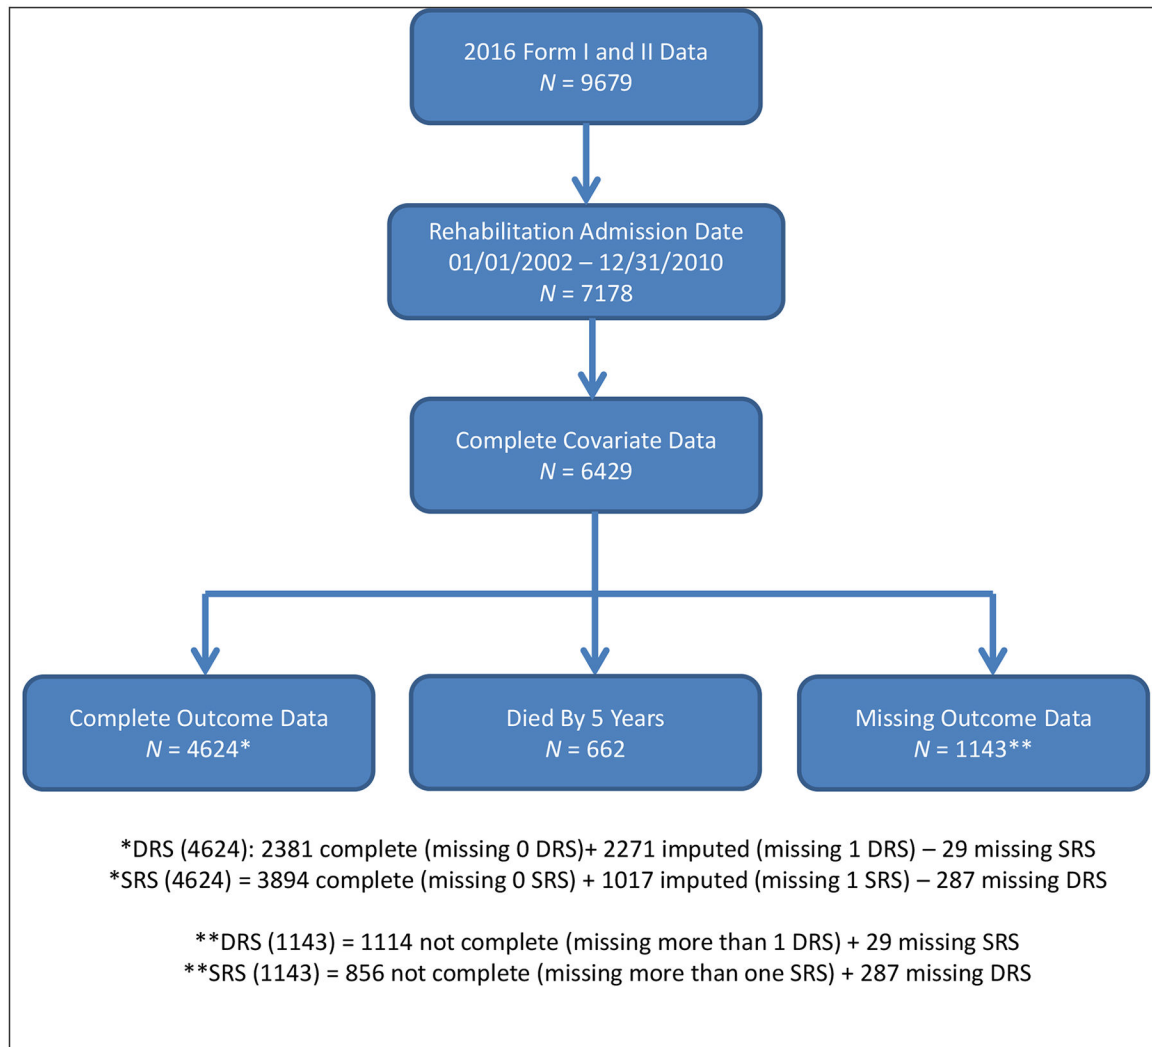 2016 Form I and II Data
N = 9679
Rehabilitation Admission Date
01/01/2002 – 12/31/2010
N = 7178
Complete Covariate Data
N = 6429
Complete Outcome Data
N = 4624*
Died By 5 Years
N = 662
Missing Outcome Data
N = 1143**
*DRS (4624): 2381 complete (missing 0 DRS)+ 2271 imputed (missing 1 DRS) – 29 missing SRS
*SRS (4624) = 3894 complete (missing 0 SRS) + 1017 imputed (missing 1 SRS) – 287 missing DRS
**DRS (1143) = 1114 not complete (missing more than 1 DRS) + 29 missing SRS
**SRS (1143) = 856 not complete (missing more than one SRS) + 287 missing DRS